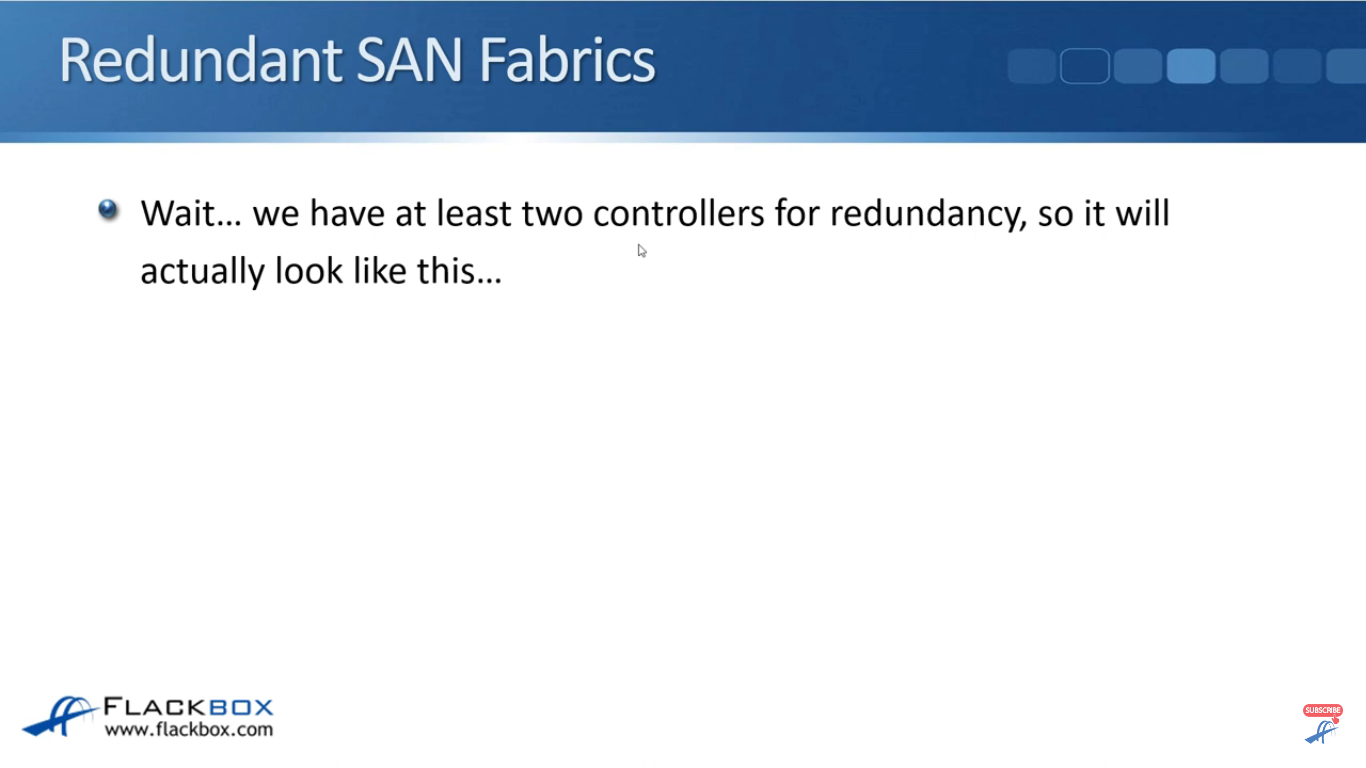 Redundant SAN Fabrics
Wait... we have at least two controllers for redundancy, so it will
actually look like this...
FLACKBOX
www.flackbox.com
SUBSCRIBE